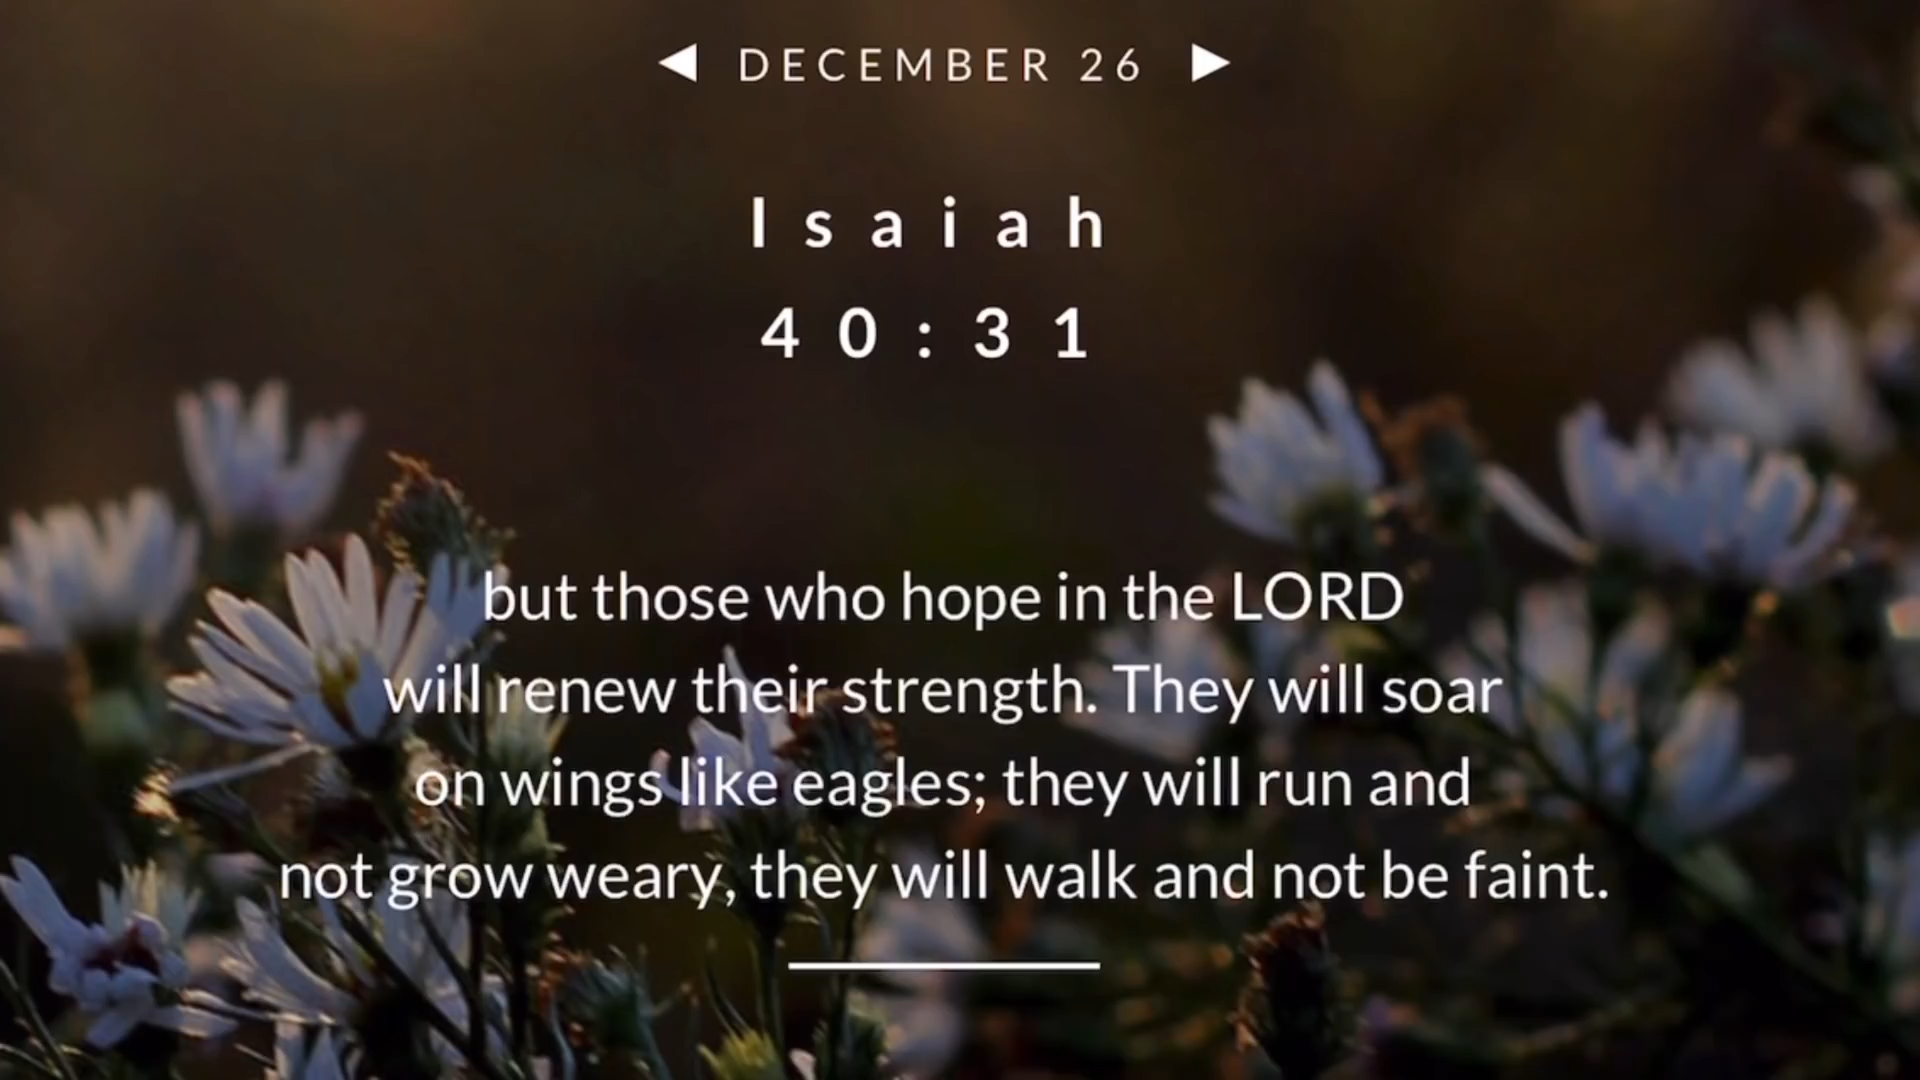 DECEMBER 26
Isaiah
40:31
but those who hope in the LORD
will renew their strength. They will soar
on wings like eagles; they will run and
not grow weary, they will walk and not be faint.